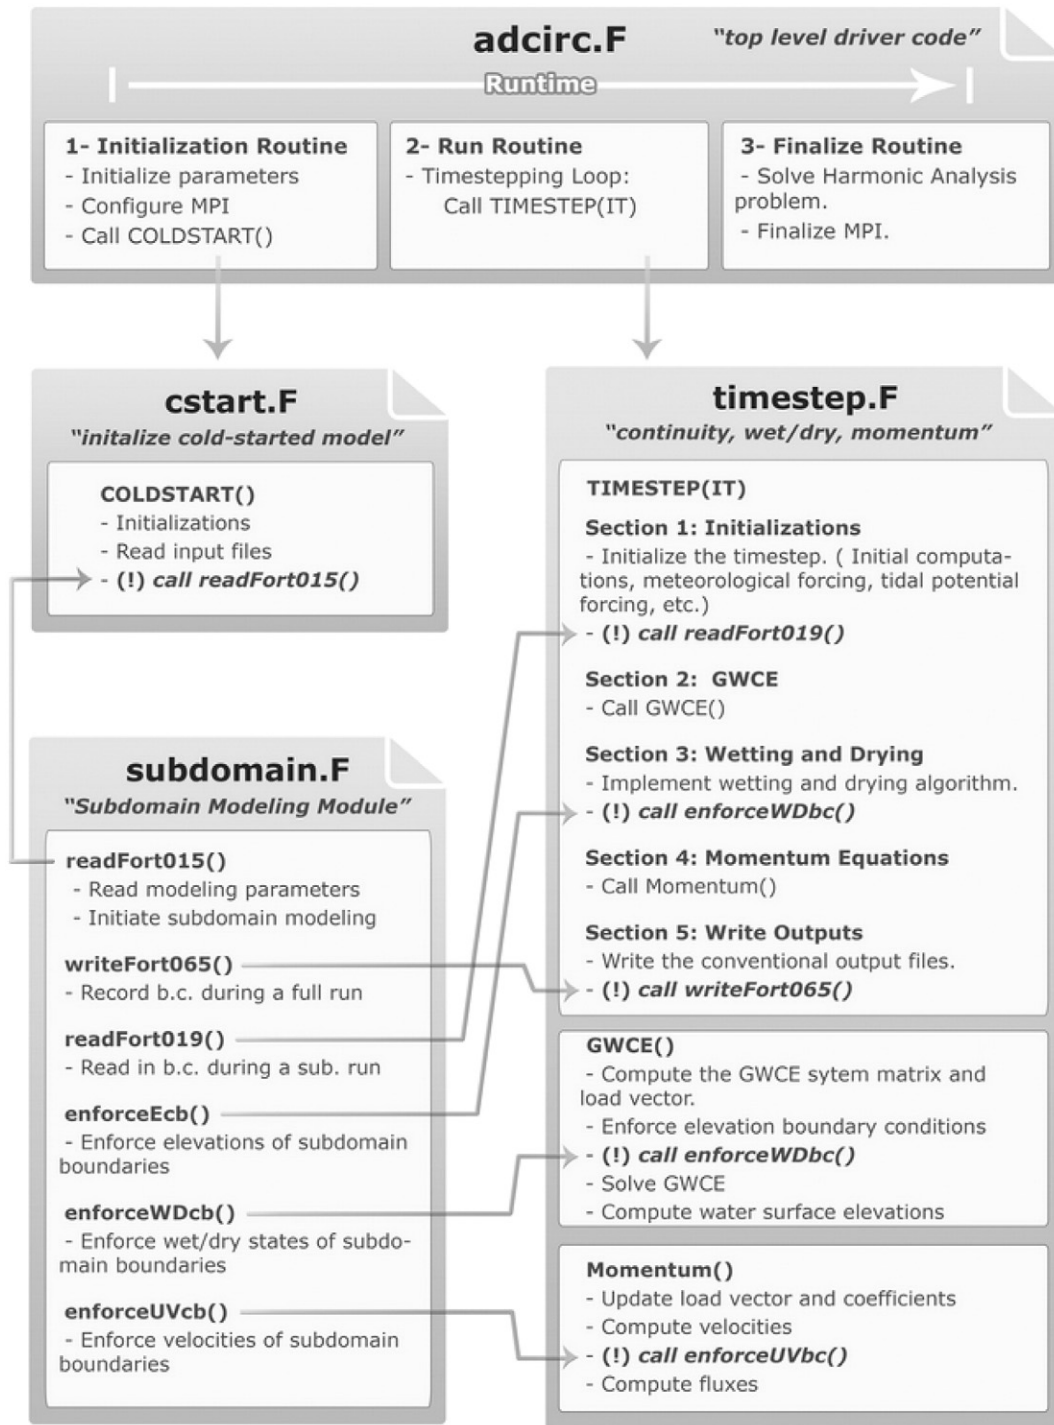 adcirc.F
“top level driver code”
Runtime
1- Initialization Routine
- Initialize parameters
- Configure MPI
- Call COLDSTART()
2- Run Routine
- Timestepping Loop:
Call TIMESTEP(IT)
3- Finalize Routine
- Solve Harmonic Analysis
problem.
- Finalize MPI.
cstart.F
“initalize cold-started model”
COLDSTART()
- Initializations
- Read input files
- (!) call readFort015()
subdomain.F
“Subdomain Modeling Module”
readFort015()
- Read modeling parameters
- Initiate subdomain modeling
writeFort065()
- Record b.c. during a full run
readFort019()
- Read in b.c. during a sub. run
enforceEcb()
- Enforce elevations of subdomain
boundaries
enforceWDcb()
- Enforce wet/dry states of subdo-
main boundaries
enforceUVcb()
- Enforce velocities of subdomain
boundaries
timestep.F
“continuity, wet/dry, momentum”
TIMESTEP(IT)
Section 1: Initializations
- Initialize the timestep. ( Initial computa-
tions, meteorological forcing, tidal potential
forcing, etc.)
- (!) call readFort019()
Section 2: GWCE
- Call GWCE()
Section 3: Wetting and Drying
- Implement wetting and drying algorithm.
- (!) call enforceWDbc()
Section 4: Momentum Equations
- Call Momentum()
Section 5: Write Outputs
- Write the conventional output files.
- (!) call writeFort065()
GWCE()
- Compute the GWCE sytem matrix and
load vector.
- Enforce elevation boundary conditions
- (!) call enforceWDbc()
- Solve GWCE
- Compute water surface elevations
Momentum()
- Update load vector and coefficients
- Compute velocities
- (!) call enforceUVbc()
- Compute fluxes